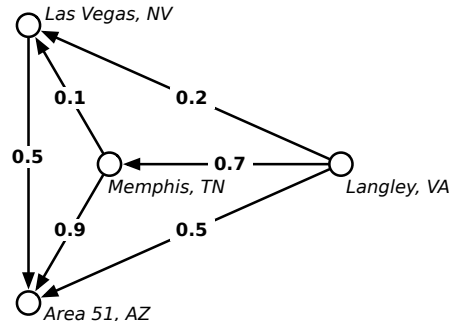 Las Vegas, NV
0.1
0.2
0.5
0.7
Memphis, TN
Langley, VA
0.9
0.5
Area 51, AZ